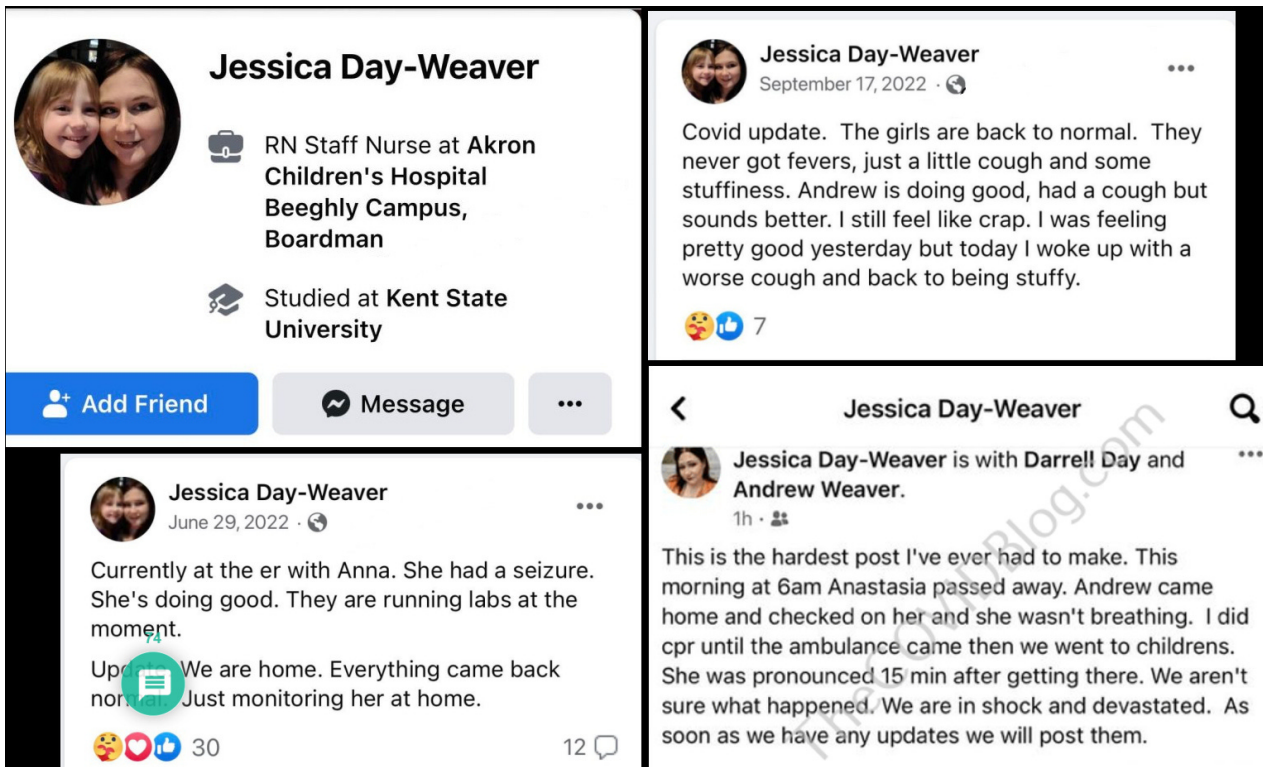 Jessica Day-Weaver
RN Staff Nurse at Akron
Children's Hospital
Beeghly Campus,
Boardman
Studied at Kent State
University
Add Friend
Message
Jessica Day-Weaver
September 17, 2022
Covid update. The girls are back to normal. They
never got fevers, just a little cough and some
stuffiness. Andrew is doing good, had a cough but
sounds better. I still feel like crap. I was feeling
pretty good yesterday but today I woke up with a
worse cough and back to being stuffy.
7
Jessica Day-Weaver
June 29, 2022
Currently at the er with Anna. She had a seizure.
She's doing good. They are running labs at the
moment.
74
Update. We are home. Everything came back
normal. Just monitoring her at home.
30
12
Jessica Day-Weaver
Jessica Day-Weaver is with Darrell Day and
Andrew Weaver.
1h
This is the hardest post I've ever had to make. This
morning at 6am Anastasia passed away. Andrew came
home and checked on her and she wasn't breathing. I did
cpr until the ambulance came then we went to childrens.
She was pronounced 15 min after getting there. We aren't
sure what happened. We are in shock and devastated. As
soon as we have any updates we will post them.
TheCOVIDBlog.com